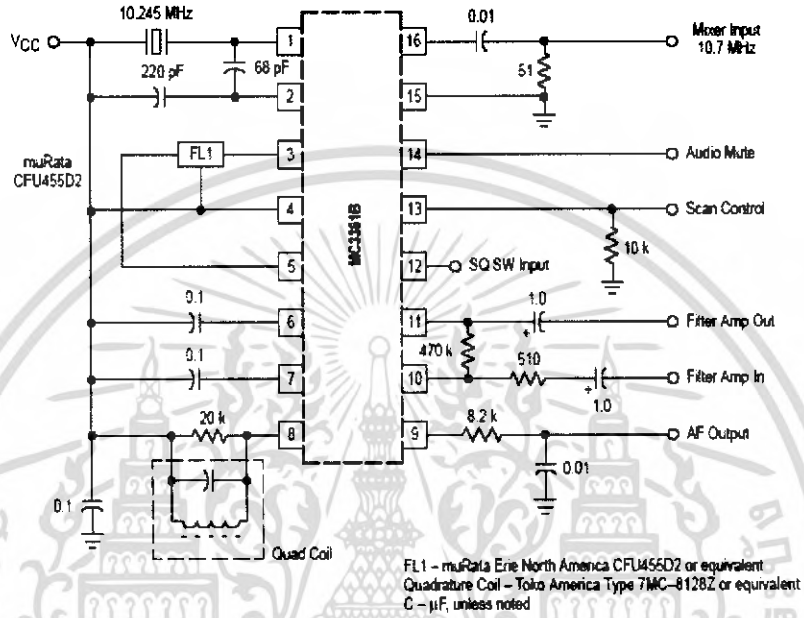 10.245 MHz
VCC
220 pF
68 pF
1
2
muRata
CFU455D2
FL1
3
4
5
0.1
6
0.1
7
20 k
8
0.1
Quad Coil
MC3361B
16
0.01
Mixer Input
10.7 MHz
51
15
14
Audio Mute
13
Scan Control
10 k
12
SQ SW Input
11
1.0
+
Filter Amp Out
470 k
10
510
+
1.0
Filter Amp In
9
8.2 k
AF Output
0.01
FL1 – muRata Erie North America CFU455D2 or equivalent
Quadrature Coil – Toko America Type 7MC–8128Z or equivalent
C – µF, unless noted